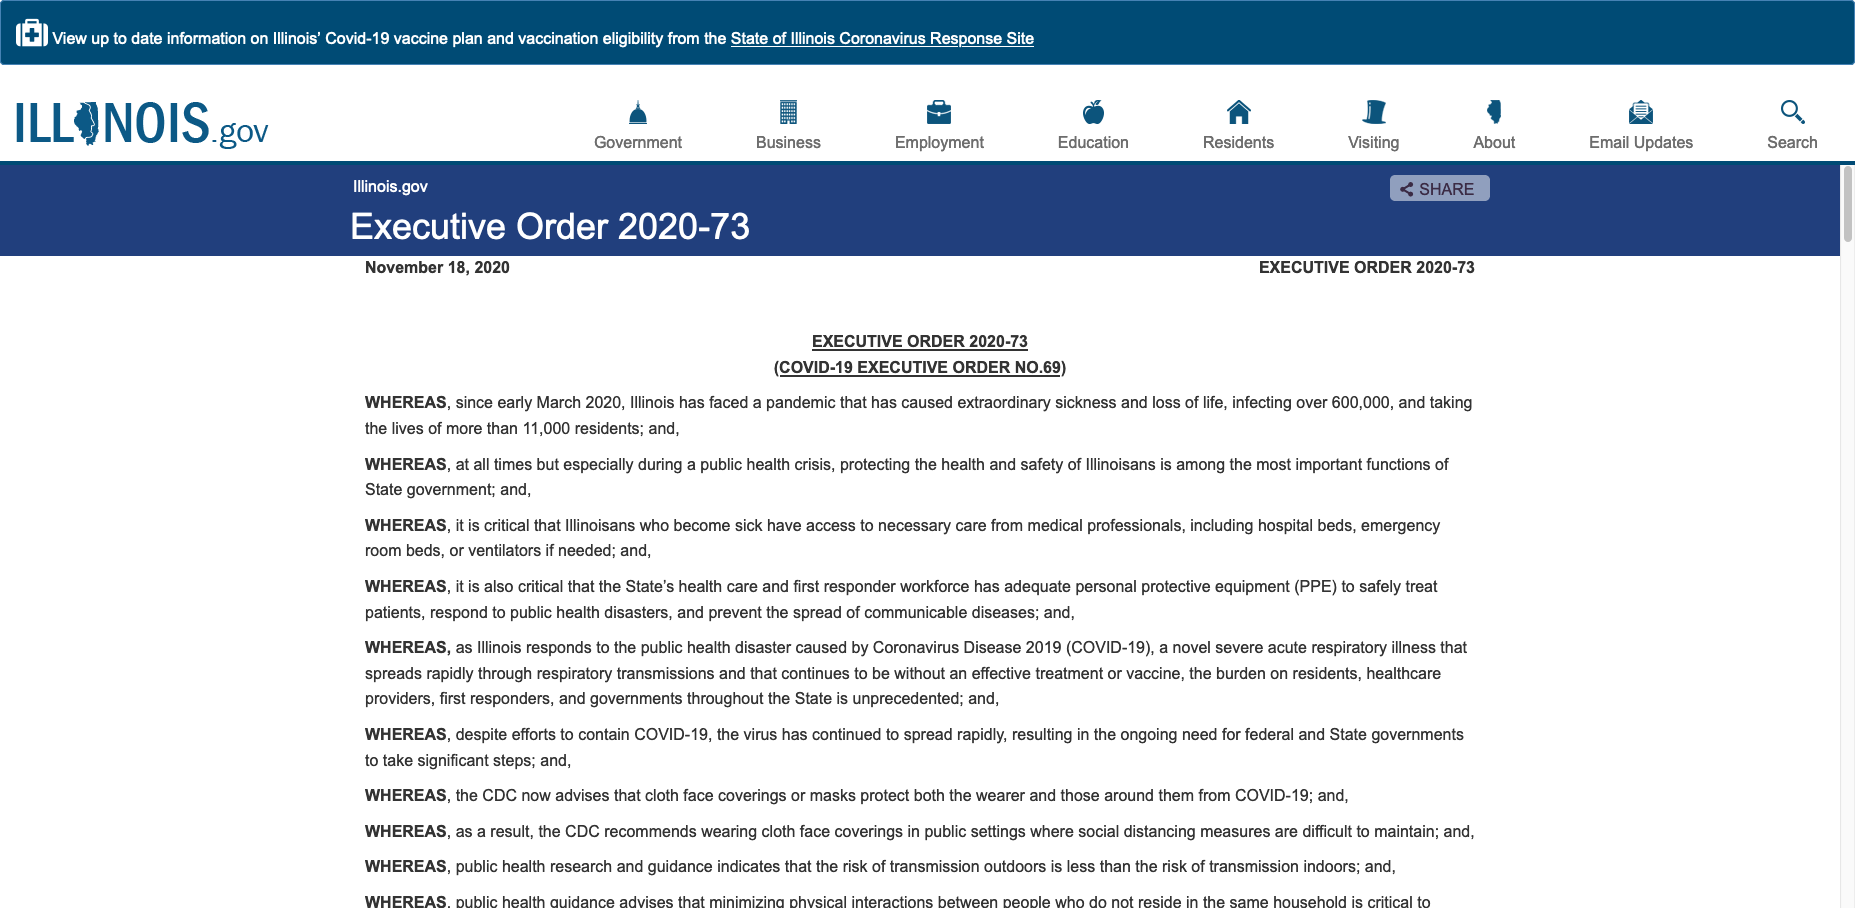 View up to date information on Illinois’ Covid-19 vaccine plan and vaccination eligibility from the State of Illinois Coronavirus Response Site
ILLINOIS.gov
Government Business Employment Education Residents Visiting About Email Updates Search
Illinois.gov
SHARE
Executive Order 2020-73
November 18, 2020 EXECUTIVE ORDER 2020-73
EXECUTIVE ORDER 2020-73
(COVID-19 EXECUTIVE ORDER NO.69)
WHEREAS, since early March 2020, Illinois has faced a pandemic that has caused extraordinary sickness and loss of life, infecting over 600,000, and taking
the lives of more than 11,000 residents; and,
WHEREAS, at all times but especially during a public health crisis, protecting the health and safety of Illinoisans is among the most important functions of
State government; and,
WHEREAS, it is critical that Illinoisans who become sick have access to necessary care from medical professionals, including hospital beds, emergency
room beds, or ventilators if needed; and,
WHEREAS, it is also critical that the State’s health care and first responder workforce has adequate personal protective equipment (PPE) to safely treat
patients, respond to public health disasters, and prevent the spread of communicable diseases; and,
WHEREAS, as Illinois responds to the public health disaster caused by Coronavirus Disease 2019 (COVID-19), a novel severe acute respiratory illness that
spreads rapidly through respiratory transmissions and that continues to be without an effective treatment or vaccine, the burden on residents, healthcare
providers, first responders, and governments throughout the State is unprecedented; and,
WHEREAS, despite efforts to contain COVID-19, the virus has continued to spread rapidly, resulting in the ongoing need for federal and State governments
to take significant steps; and,
WHEREAS, the CDC now advises that cloth face coverings or masks protect both the wearer and those around them from COVID-19; and,
WHEREAS, as a result, the CDC recommends wearing cloth face coverings in public settings where social distancing measures are difficult to maintain; and,
WHEREAS, public health research and guidance indicates that the risk of transmission outdoors is less than the risk of transmission indoors; and,
WHEREAS, public health guidance advises that minimizing physical interactions between people who do not reside in the same household is critical to